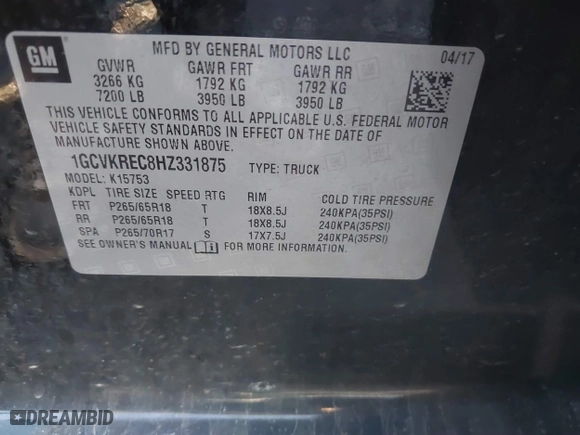 GM
MFD BY GENERAL MOTORS LLC 04/17
GVWR GAWR FRT GAWR RR
3266 KG 1792 KG 1792 KG
7200 LB 3950 LB 3950 LB
THIS VEHICLE CONFORMS TO ALL APPLICABLE U.S. FEDERAL MOTOR
VEHICLE SAFETY STANDARDS IN EFFECT ON THE DATE OF
MANUFACTURE SHOWN ABOVE.
1GCVKREC8HZ331875 TYPE: TRUCK
MODEL: K15753
KDPL TIRE SIZE SPEED RTG RIM COLD TIRE PRESSURE
FRT P265/65R18 T 18X8.5J 240KPA(35PSI)
RR P265/65R18 T 18X8.5J 240KPA(35PSI)
SPA P265/70R17 S 17X7.5J 240KPA(35PSI)
SEE OWNER'S MANUAL FOR MORE INFORMATION.
DREAMBID